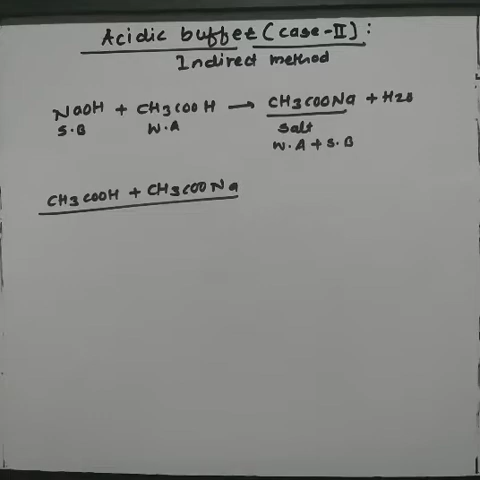 Acidic buffer (case-II):
Indirect method
NaOH + CH3COOH → CH3COONa + H2O
S.B W.A Salt
W.A + S.B
CH3COOH + CH3COONa